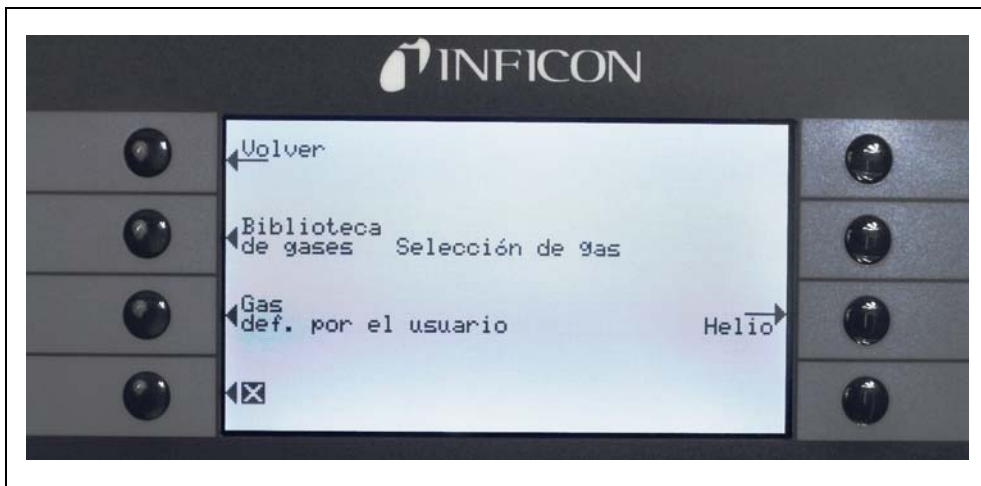 INFICON
Volver
Biblioteca
de gases Selección de gas
Gas
def. por el usuario
Helio